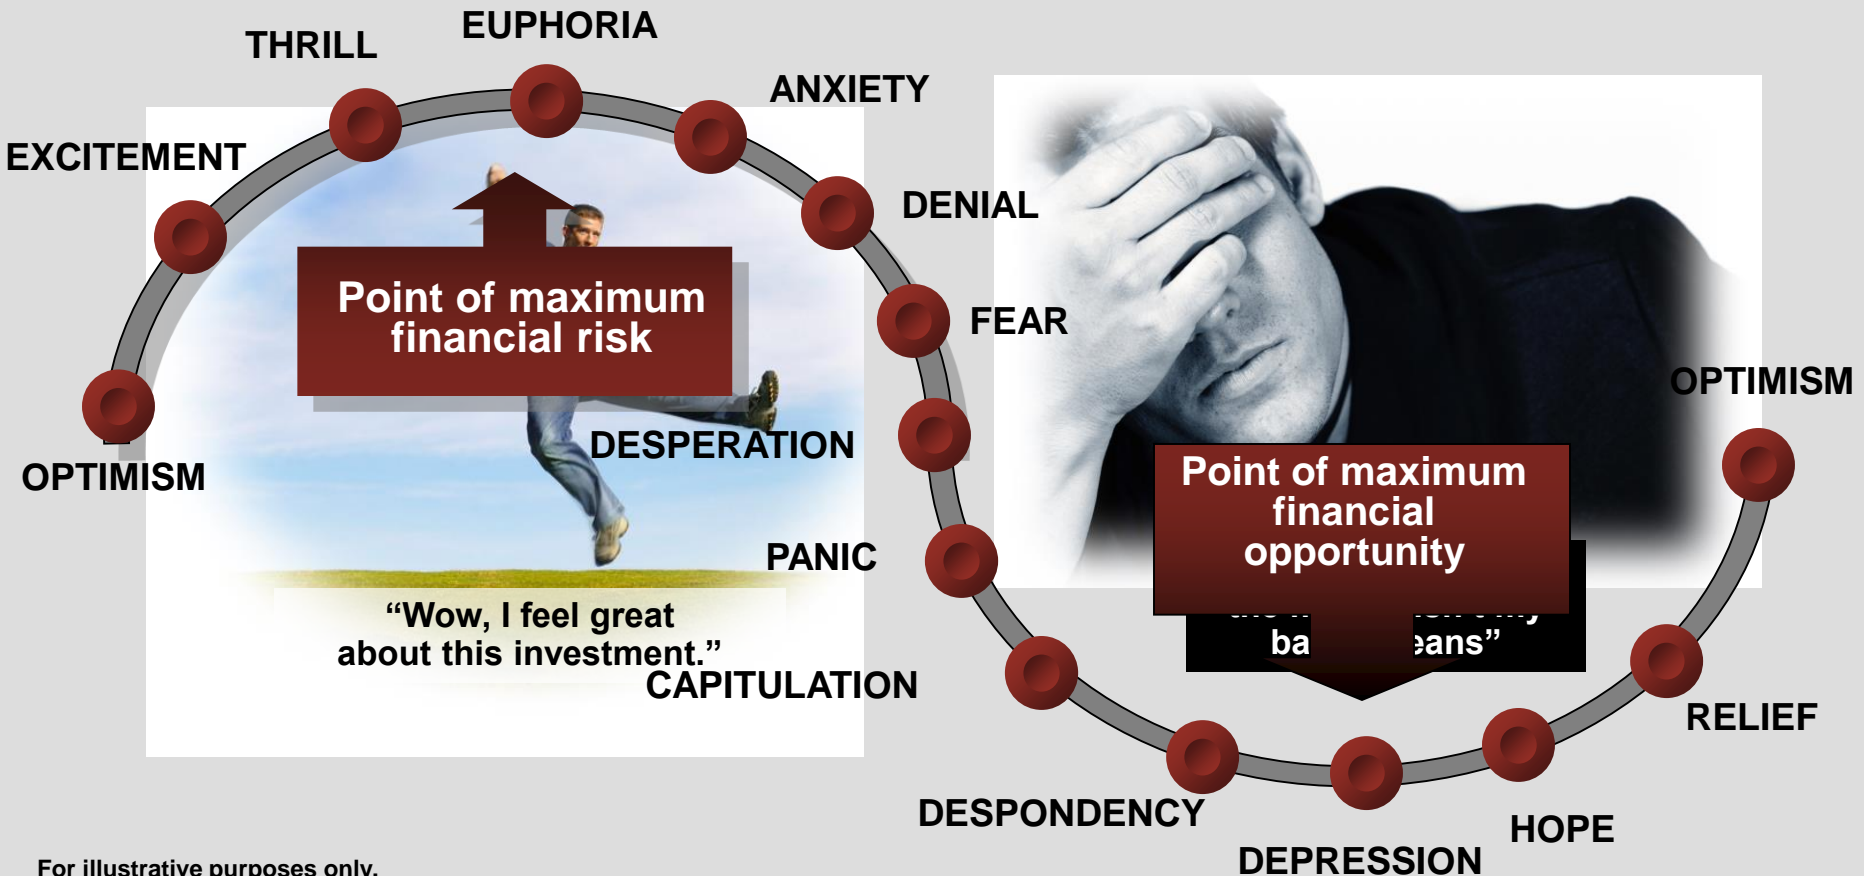 EUPHORIA
THRILL
ANXIETY
EXCITEMENT
DENIAL
Point of maximum
financial risk
FEAR
OPTIMISM
DESPERATION
OPTIMISM
Point of maximum
financial
opportunity
PANIC
“Wow, I feel great
about this investment.”
CAPITULATION
RELIEF
DESPONDENCY
HOPE
DEPRESSION
For illustrative purposes only.